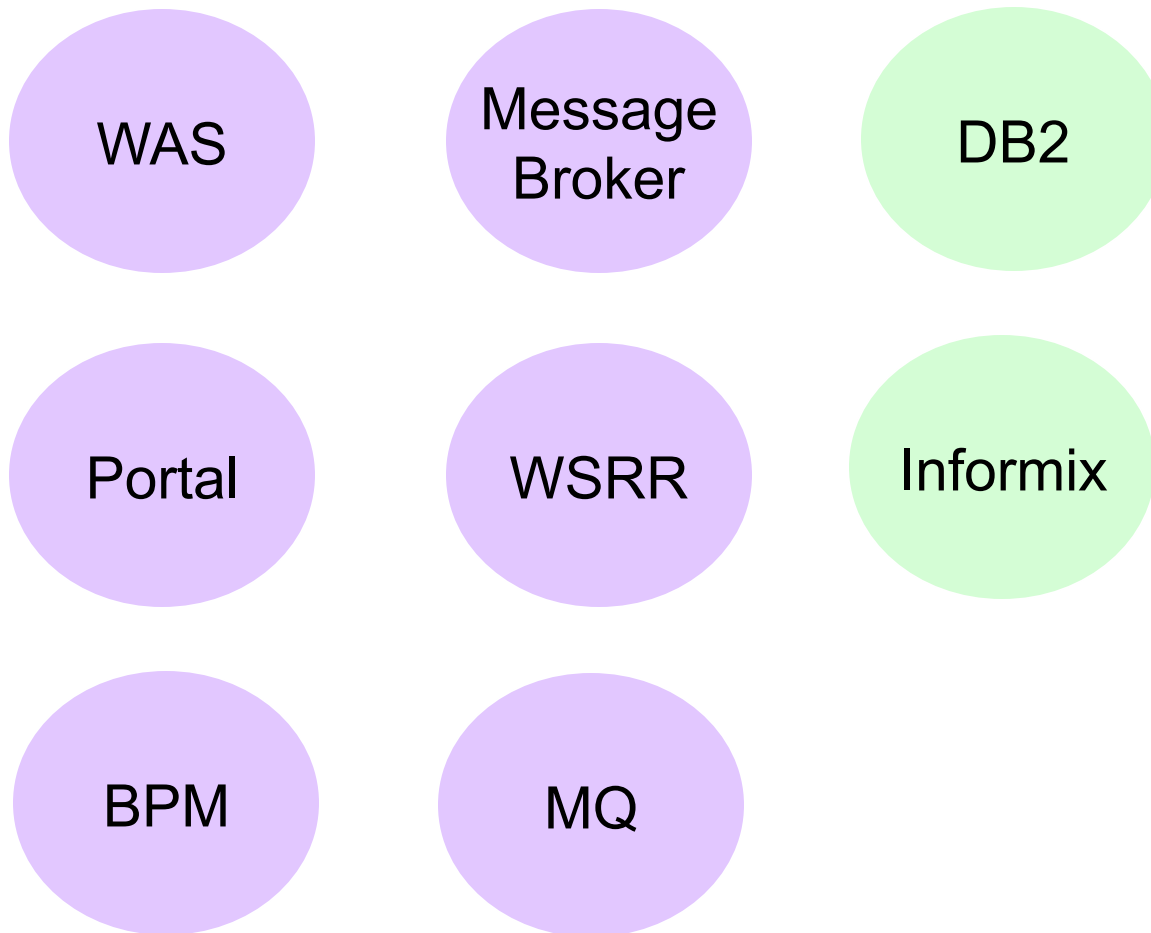 WAS
Message
Broker
DB2
Portal
WSRR
Informix
BPM
MQ